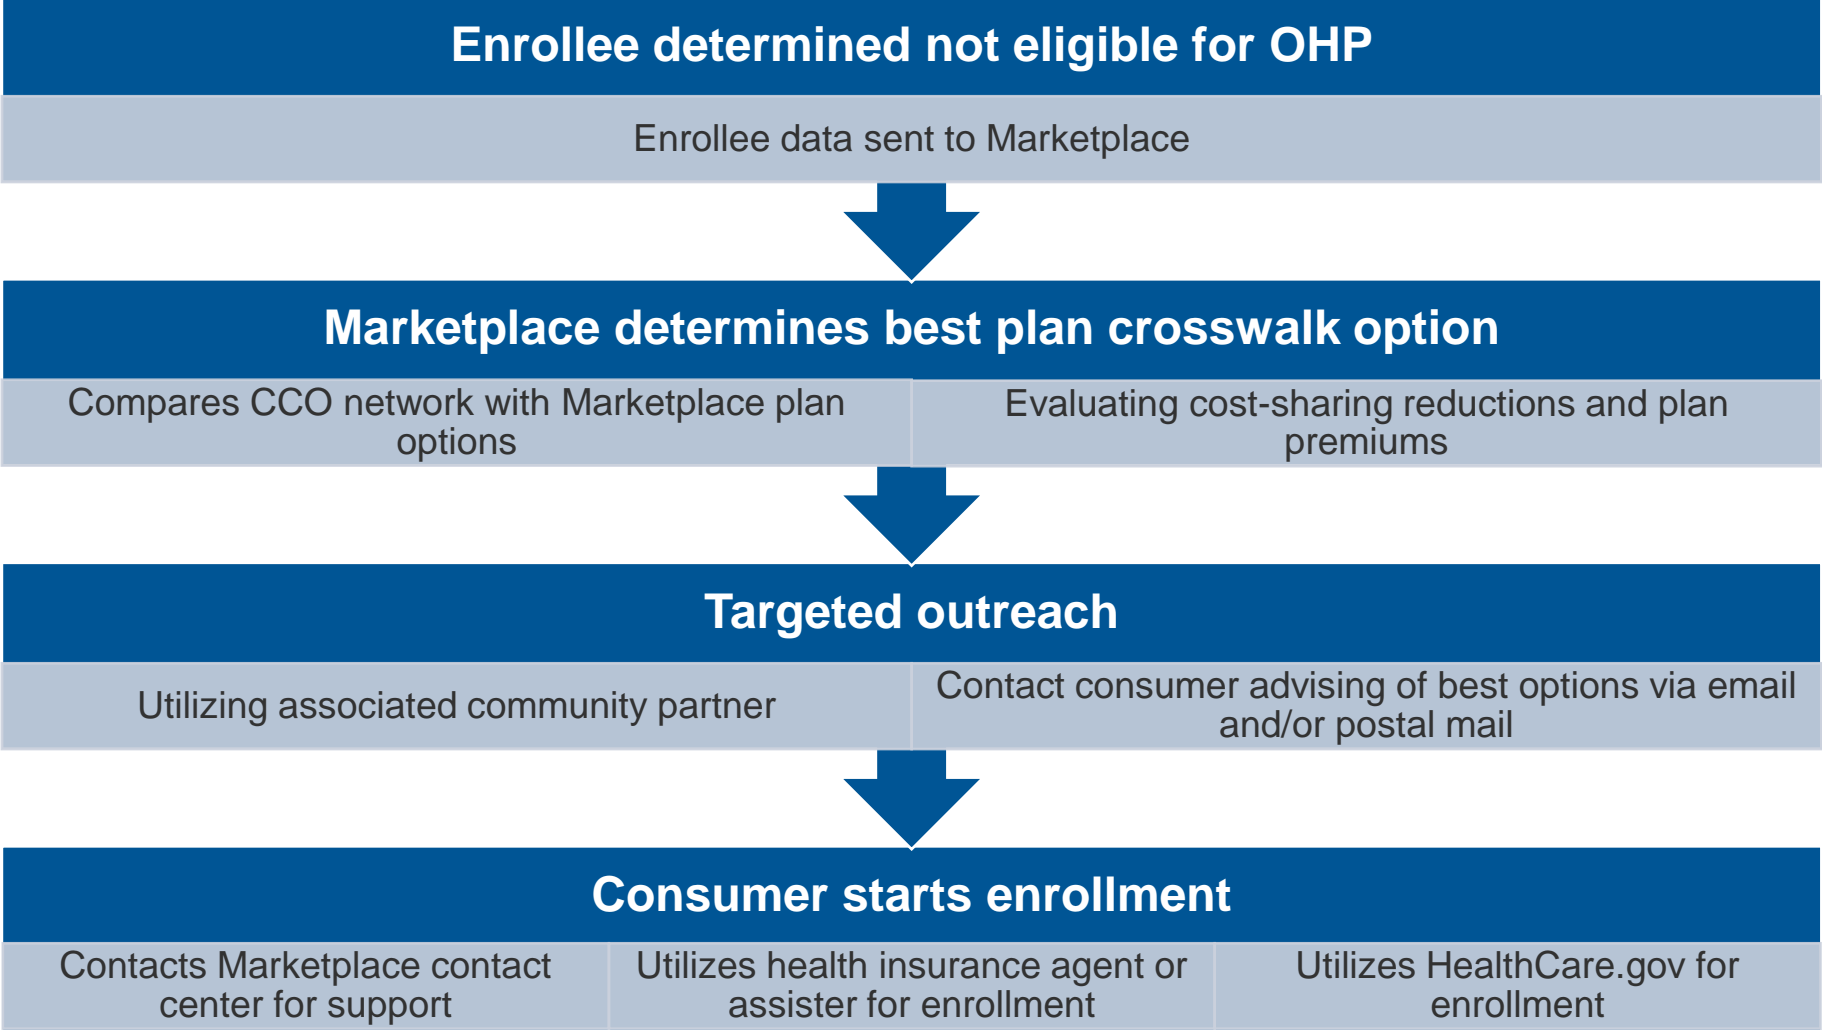 Enrollee determined not eligible for OHP
Enrollee data sent to Marketplace
Marketplace determines best plan crosswalk option
Compares CCO network with Marketplace plan
options
Evaluating cost-sharing reductions and plan
premiums
Targeted outreach
Utilizing associated community partner
Contact consumer advising of best options via email
and/or postal mail
Consumer starts enrollment
Contacts Marketplace contact
center for support
Utilizes health insurance agent or
assister for enrollment
Utilizes HealthCare.gov for
enrollment